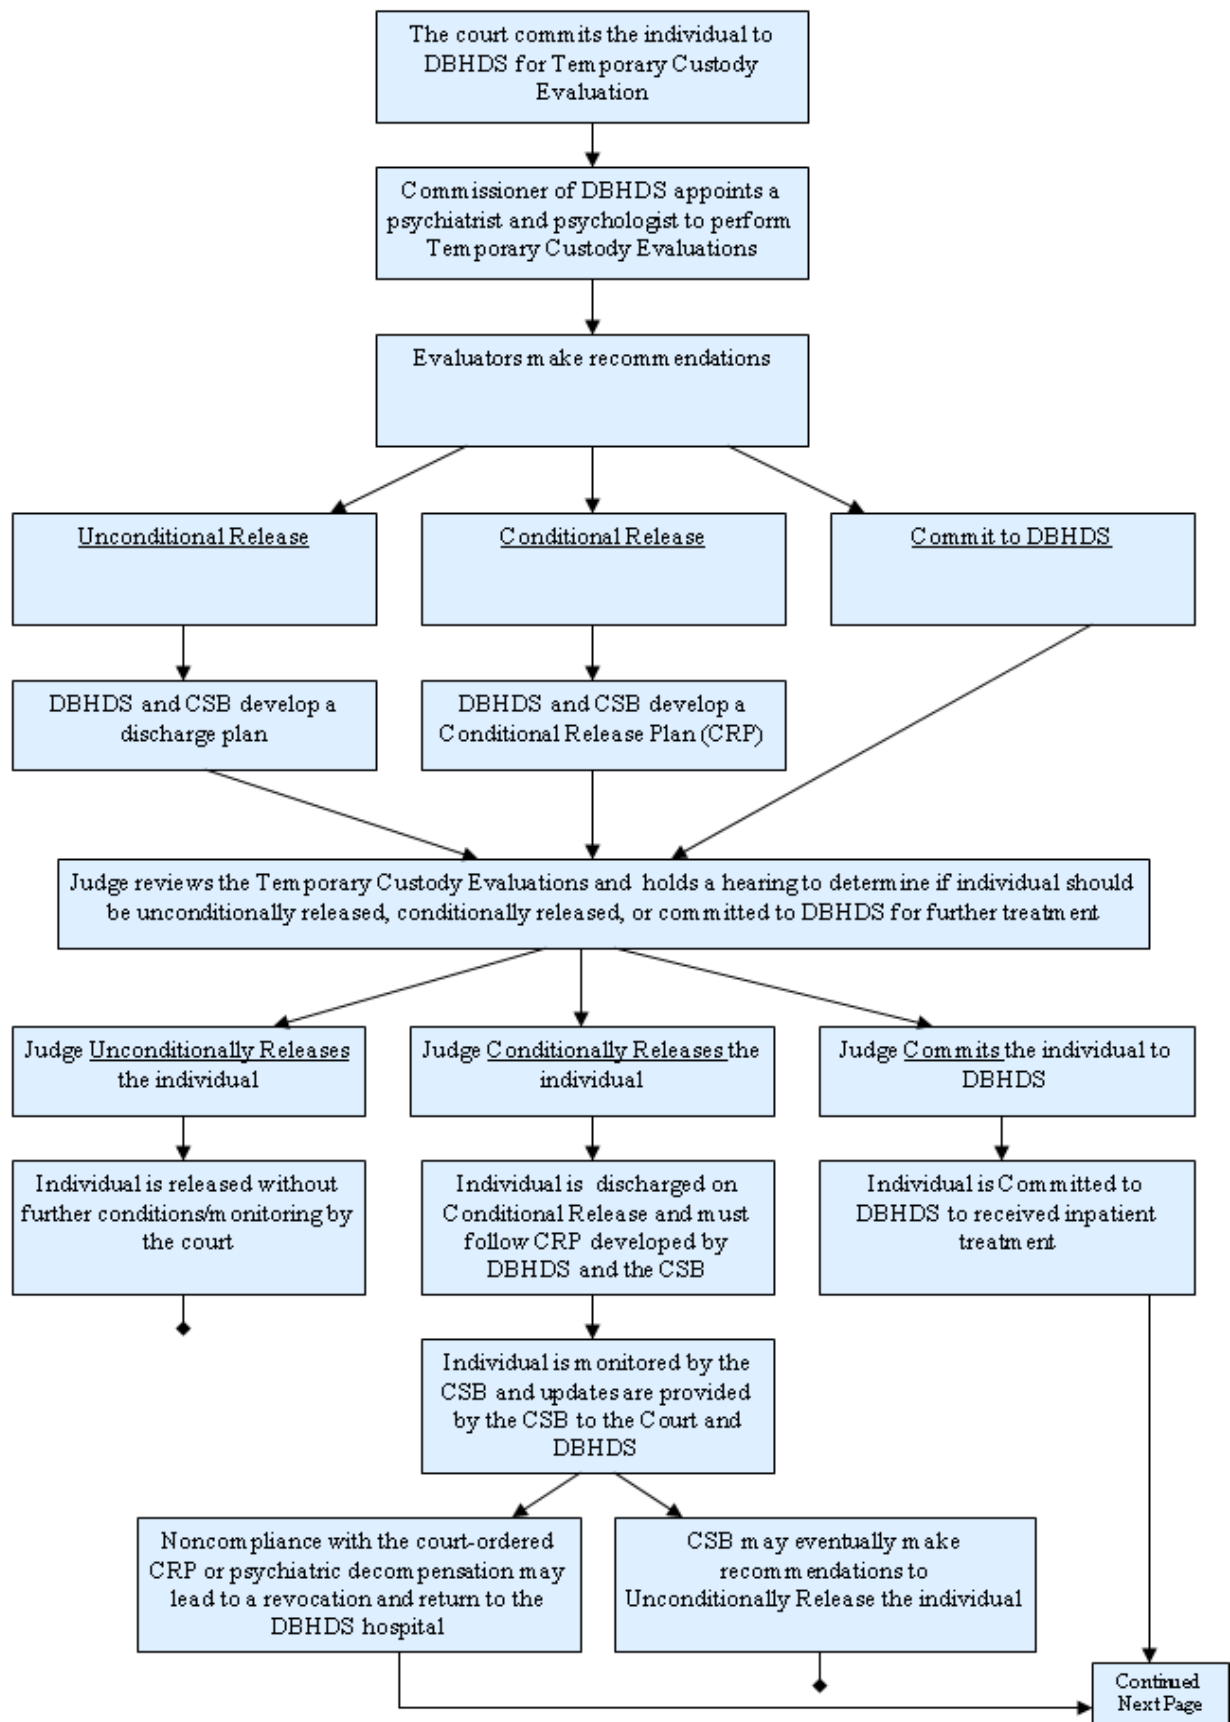 The court commits the individual to
DBHDS for Temporary Custody
Evaluation
Commissioner of DBHDS appoints a
psychiatrist and psychologist to perform
Temporary Custody Evaluations
Evaluators make recommendations
Unconditional Release
Conditional Release
Commit to DBHDS
DBHDS and CSB develop a
discharge plan
DBHDS and CSB develop a
Conditional Release Plan (CRP)
Judge reviews the Temporary Custody Evaluations and holds a hearing to determine if individual should
be unconditionally released, conditionally released, or committed to DBHDS for further treatment
Judge Unconditionally Releases
the individual
Judge Conditionally Releases the
individual
Judge Commits the individual to
DBHDS
Individual is released without
further conditions/monitoring by
the court
Individual is discharged on
Conditional Release and must
follow CRP developed by
DBHDS and the CSB
Individual is Committed to
DBHDS to received inpatient
treatment
Individual is monitored by the
CSB and updates are provided
by the CSB to the Court and
DBHDS
Noncompliance with the court-ordered
CRP or psychiatric decompensation may
lead to a revocation and return to the
DBHDS hospital
CSB may eventually make
recommendations to
Unconditionally Release the individual
Continued
Next Page